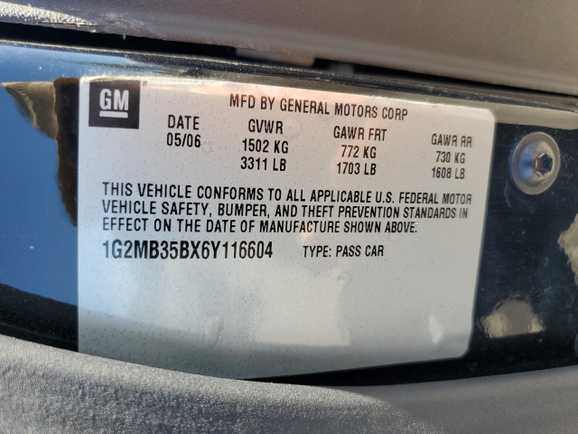 GM
MFD BY GENERAL MOTORS CORP
DATE GVWR GAWR FRT GAWR RR
05/06 1502 KG 772 KG 730 KG
3311 LB 1703 LB 1608 LB
THIS VEHICLE CONFORMS TO ALL APPLICABLE U.S. FEDERAL MOTOR
VEHICLE SAFETY, BUMPER, AND THEFT PREVENTION STANDARDS IN
EFFECT ON THE DATE OF MANUFACTURE SHOWN ABOVE.
1G2MB35BX6Y116604 TYPE: PASS CAR